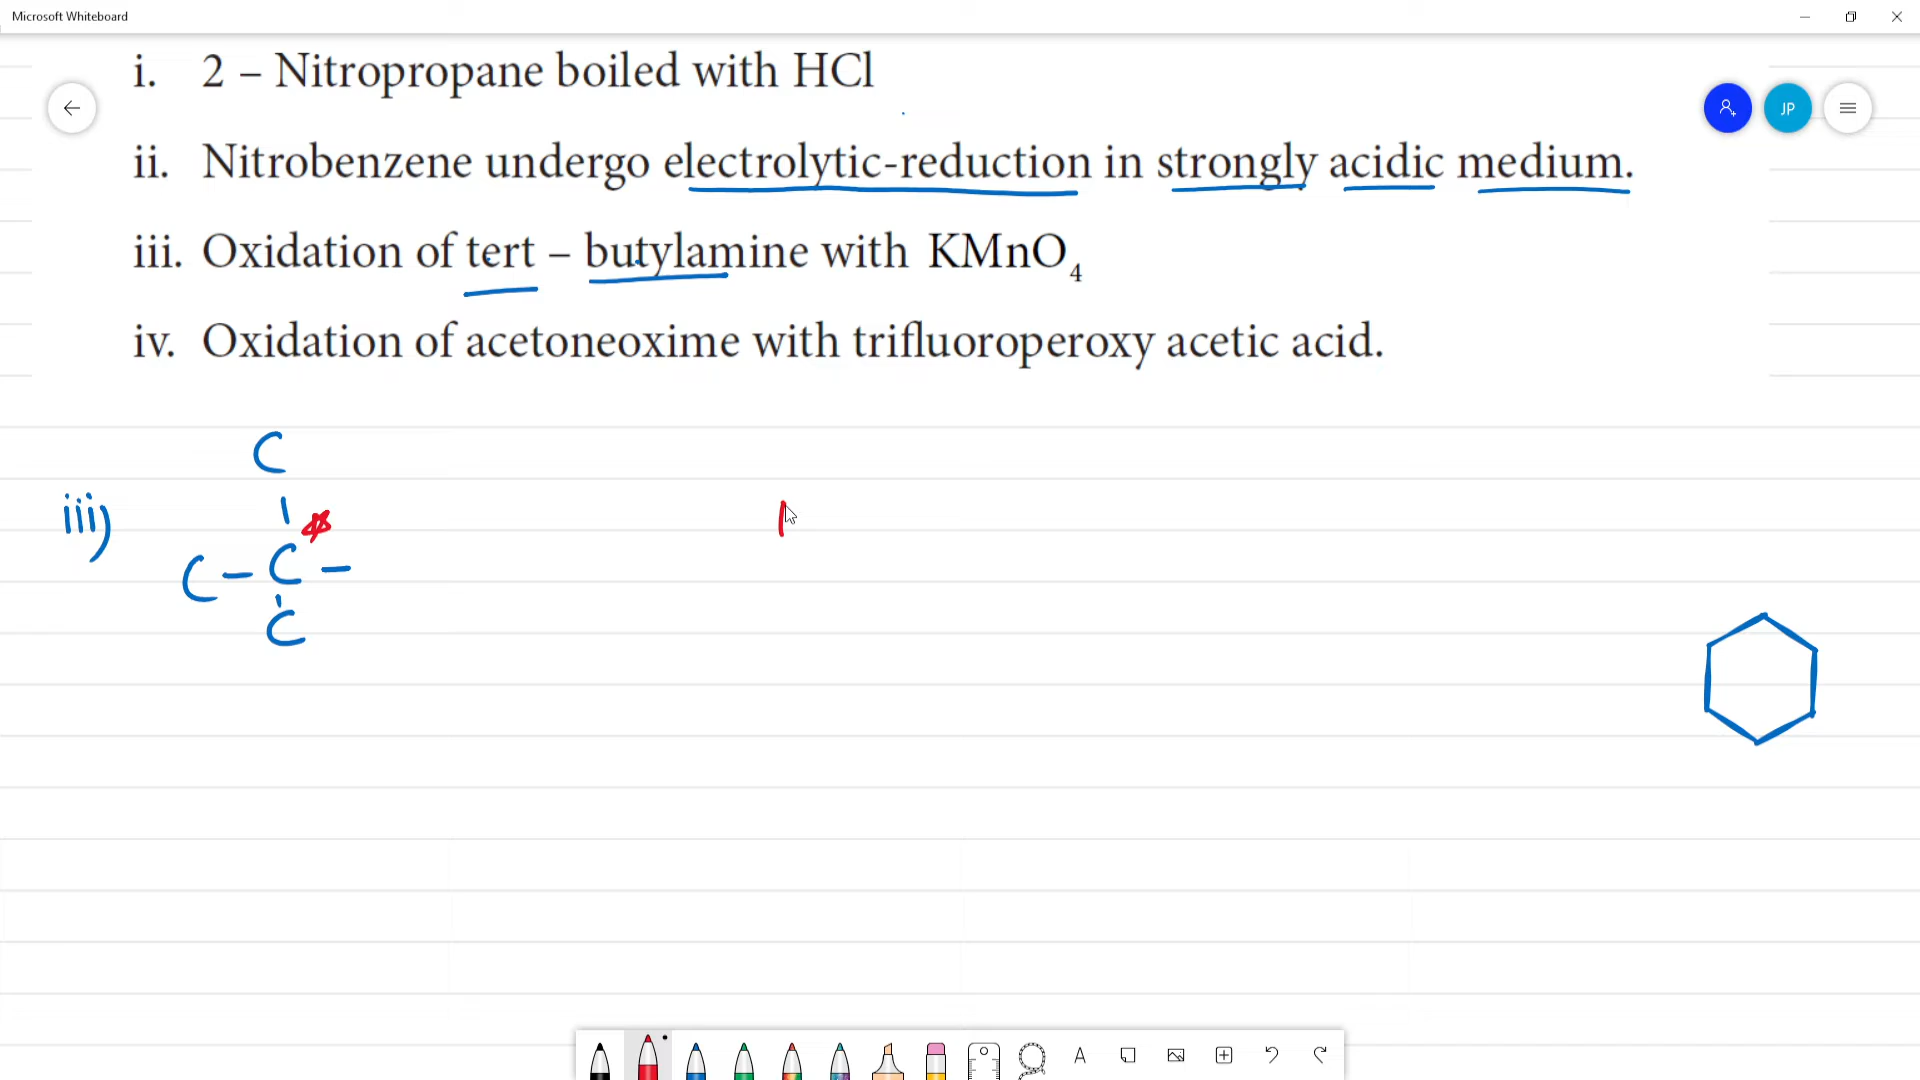 Microsoft Whiteboard
i. 2 – Nitropropane boiled with HCl
JP
ii. Nitrobenzene undergo electrolytic-reduction in strongly acidic medium.
iii. Oxidation of tert – butylamine with KMnO₄
iv. Oxidation of acetoneoxime with trifluoroperoxy acetic acid.
C
iii)
C – C –
C
A